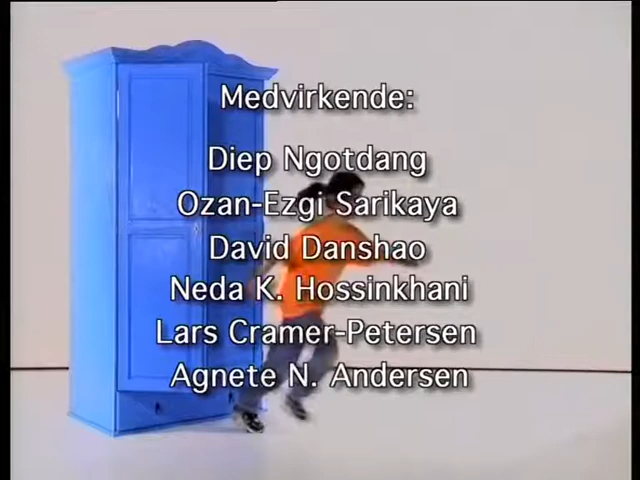 Medvirkende:
Diep Ngotdang
Ozan-Ezgi Sarikaya
David Danshao
Neda K. Hossinkhani
Lars Cramer-Petersen
Agnete N. Andersen